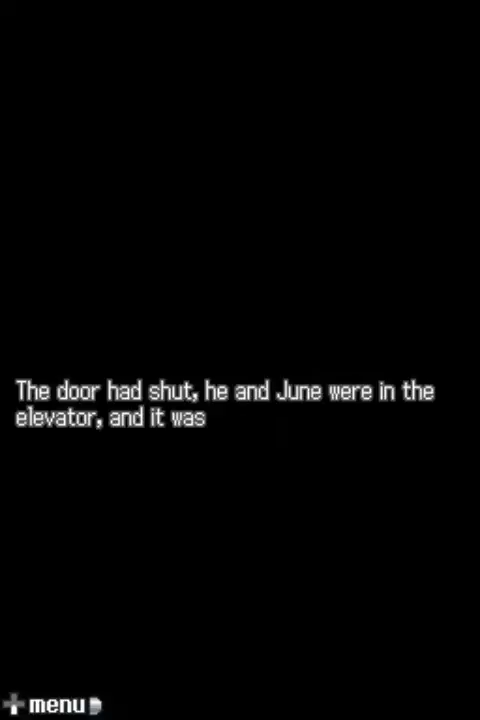 The door had shut, he and June were in the
elevator, and it was
menu